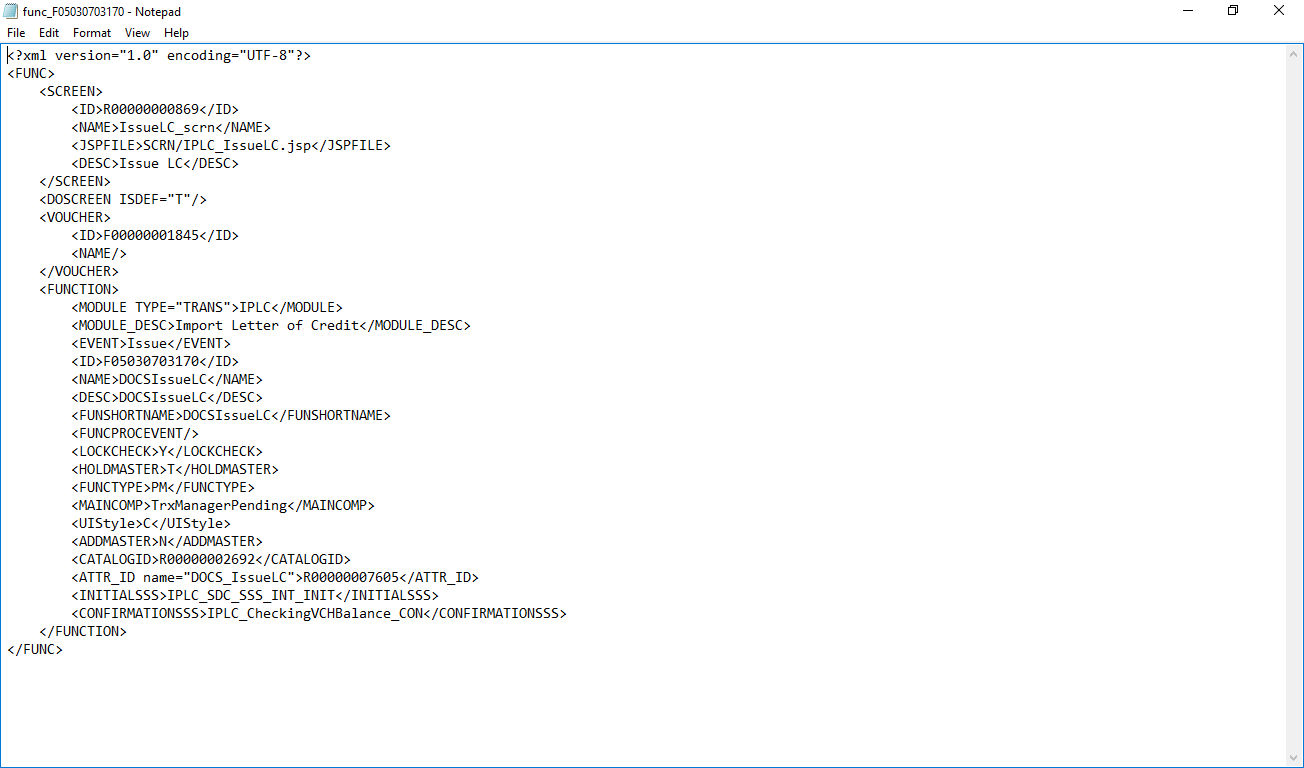 func_F05030703170 - Notepad
File Edit Format View Help
<?xml version="1.0" encoding="UTF-8"?>
<FUNC>
    <SCREEN>
        <ID>R00000000869</ID>
        <NAME>IssueLC_scrn</NAME>
        <JSPFILE>SCRN/IPLC_IssueLC.jsp</JSPFILE>
        <DESC>Issue LC</DESC>
    </SCREEN>
    <DOSCREEN ISDEF="T"/>
    <VOUCHER>
        <ID>F00000001845</ID>
        <NAME/>
    </VOUCHER>
    <FUNCTION>
        <MODULE TYPE="TRANS">IPLC</MODULE>
        <MODULE_DESC>Import Letter of Credit</MODULE_DESC>
        <EVENT>Issue</EVENT>
        <ID>F05030703170</ID>
        <NAME>DOCSIssueLC</NAME>
        <DESC>DOCSIssueLC</DESC>
        <FUNSHORTNAME>DOCSIssueLC</FUNSHORTNAME>
        <FUNCPROCEVENT/>
        <LOCKCHECK>Y</LOCKCHECK>
        <HOLDMASTER>T</HOLDMASTER>
        <FUNCTYPE>PM</FUNCTYPE>
        <MAINCOMP>TrxManagerPending</MAINCOMP>
        <UIStyle>C</UIStyle>
        <ADDMASTER>N</ADDMASTER>
        <CATALOGID>R00000002692</CATALOGID>
        <ATTR_ID name="DOCS_IssueLC">R00000007605</ATTR_ID>
        <INITIALSSS>IPLC_SDC_SSS_INT_INIT</INITIALSSS>
        <CONFIRMATIONSSS>IPLC_CheckingVCHBalance_CON</CONFIRMATIONSSS>
    </FUNCTION>
</FUNC>